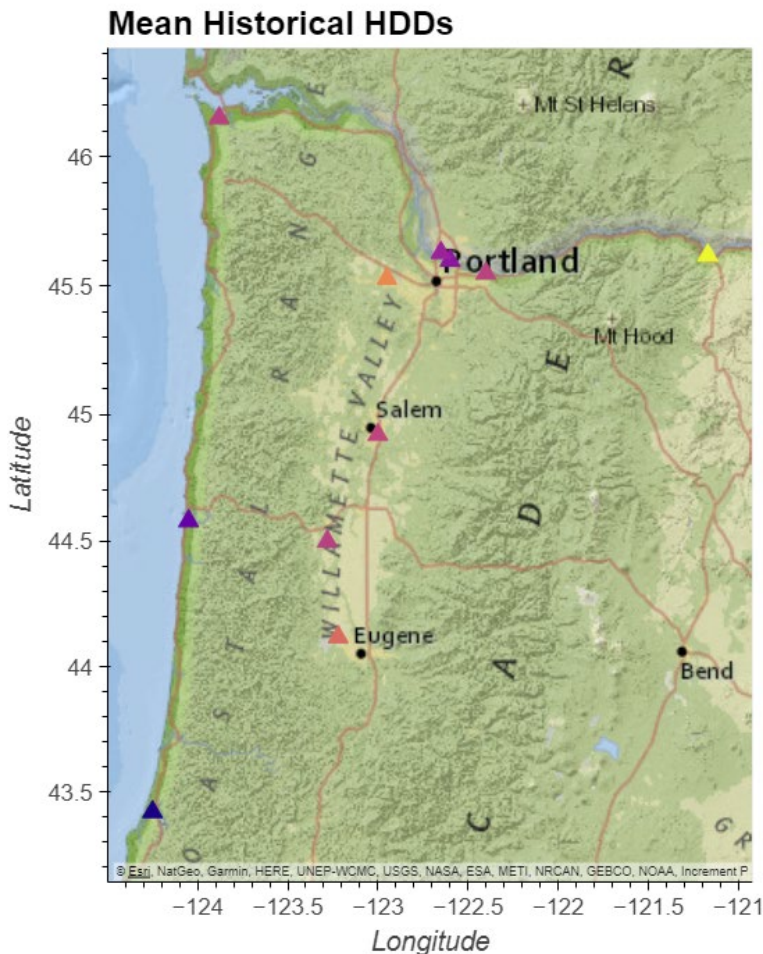 Mean Historical HDDs
R
E
Mt St Helens
46
G
N
Portland
45.5
A
Mt Hood
R
E
45
Salem
WILLAMETTE VALLEY
Latitude
L
D
44.5
A
T
Eugene
44
A
Bend
S
43.5
A
C
G R
O
© Esri, NatGeo, Garmin, HERE, UNEP-WCMC, USGS, NASA, ESA, METI, NRCAN, GEBCO, NOAA, Increment P
−124 −123.5 −123 −122.5 −122 −121.5 −121
Longitude